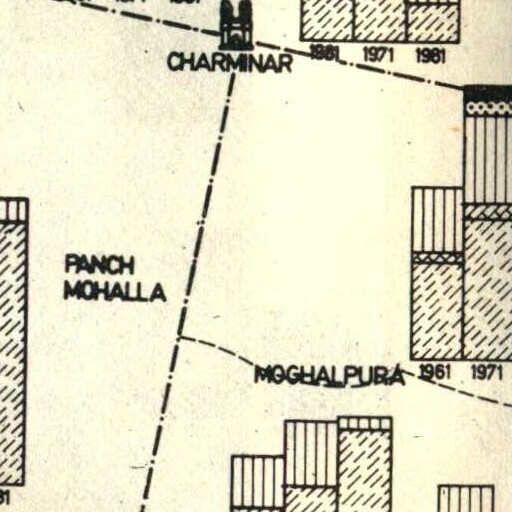 1961 1971 1981
CHARMINAR
PANCH
MOHALLA
MOGHALPURA
1961 1971